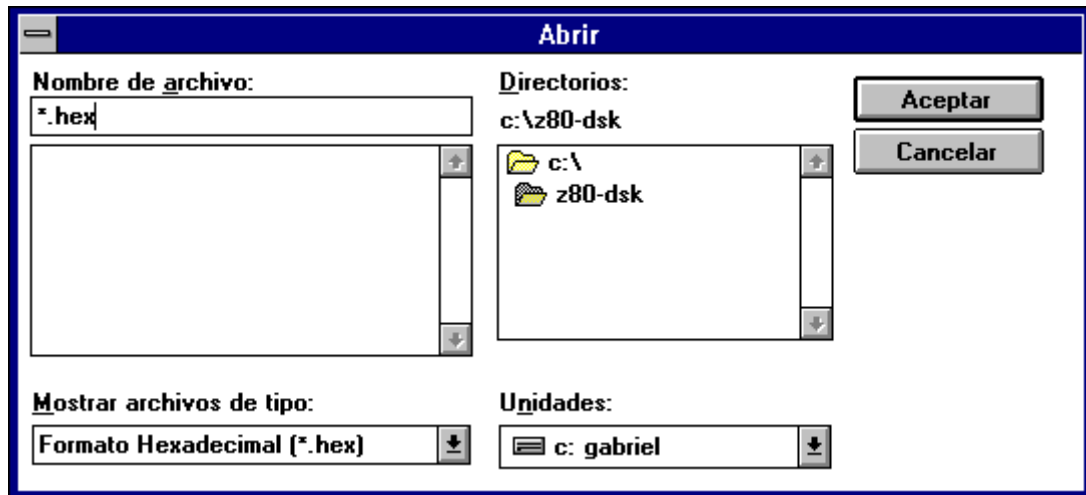 Abrir
Nombre de archivo:
*.hex
Directorios:
c:\z80-dsk
c:\
z80-dsk
Aceptar
Cancelar
Mostrar archivos de tipo:
Formato Hexadecimal (*.hex)
Unidades:
c: gabriel